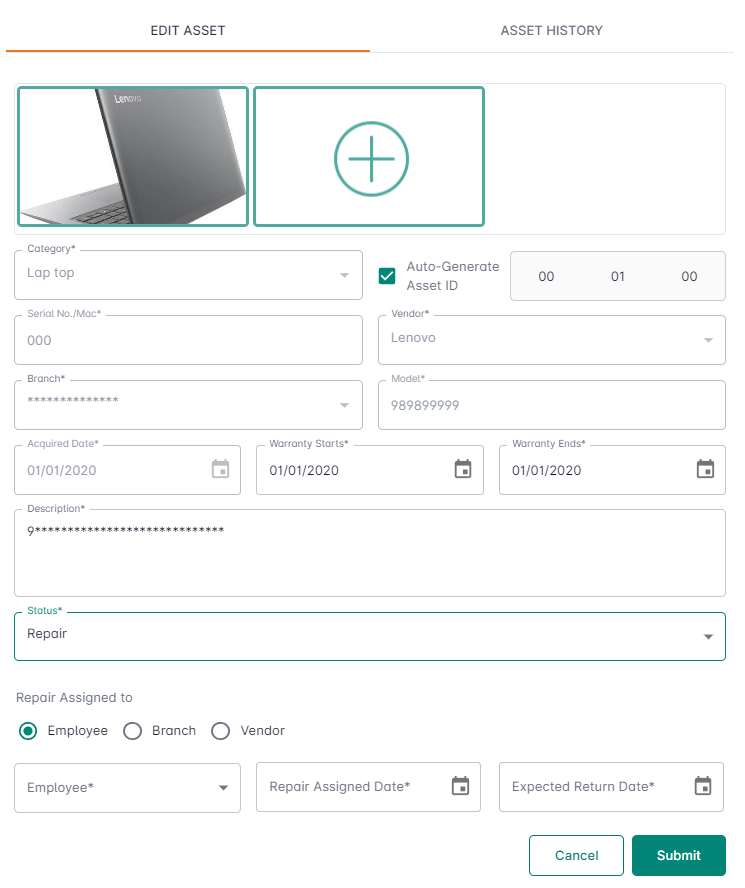 EDIT ASSET
ASSET HISTORY
Lenovo
Category*
Lap top
Auto-Generate
Asset ID
00 01 00
Serial No./Mac*
000
Vendor*
Lenovo
Branch*
**************
Model*
989899999
Acquired Date*
01/01/2020
Warranty Starts*
01/01/2020
Warranty Ends*
01/01/2020
Description*
9*****************************
Status*
Repair
Repair Assigned to
Employee
Branch
Vendor
Employee*
Repair Assigned Date*
Expected Return Date*
Cancel
Submit